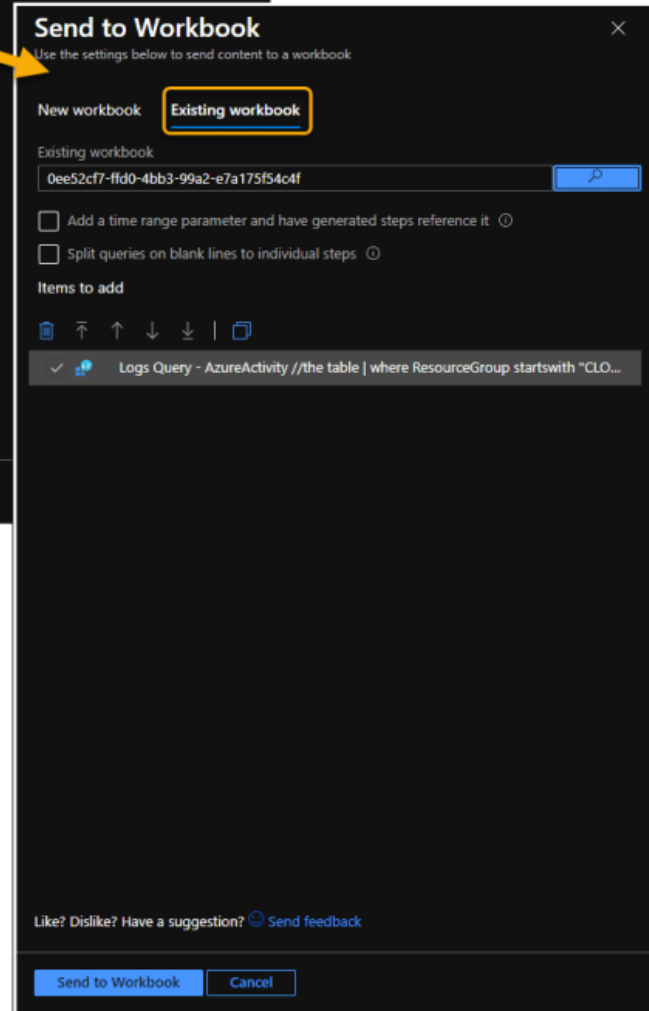 Send to Workbook
Use the settings below to send content to a workbook
New workbook Existing workbook
Existing workbook
0ee52cf7-ffd0-4bb3-99a2-e7a175f54c4f
Add a time range parameter and have generated steps reference it
Split queries on blank lines to individual steps
Items to add
Logs Query - AzureActivity //the table | where ResourceGroup startswith "CLO...
Like? Dislike? Have a suggestion? Send feedback
Send to Workbook Cancel